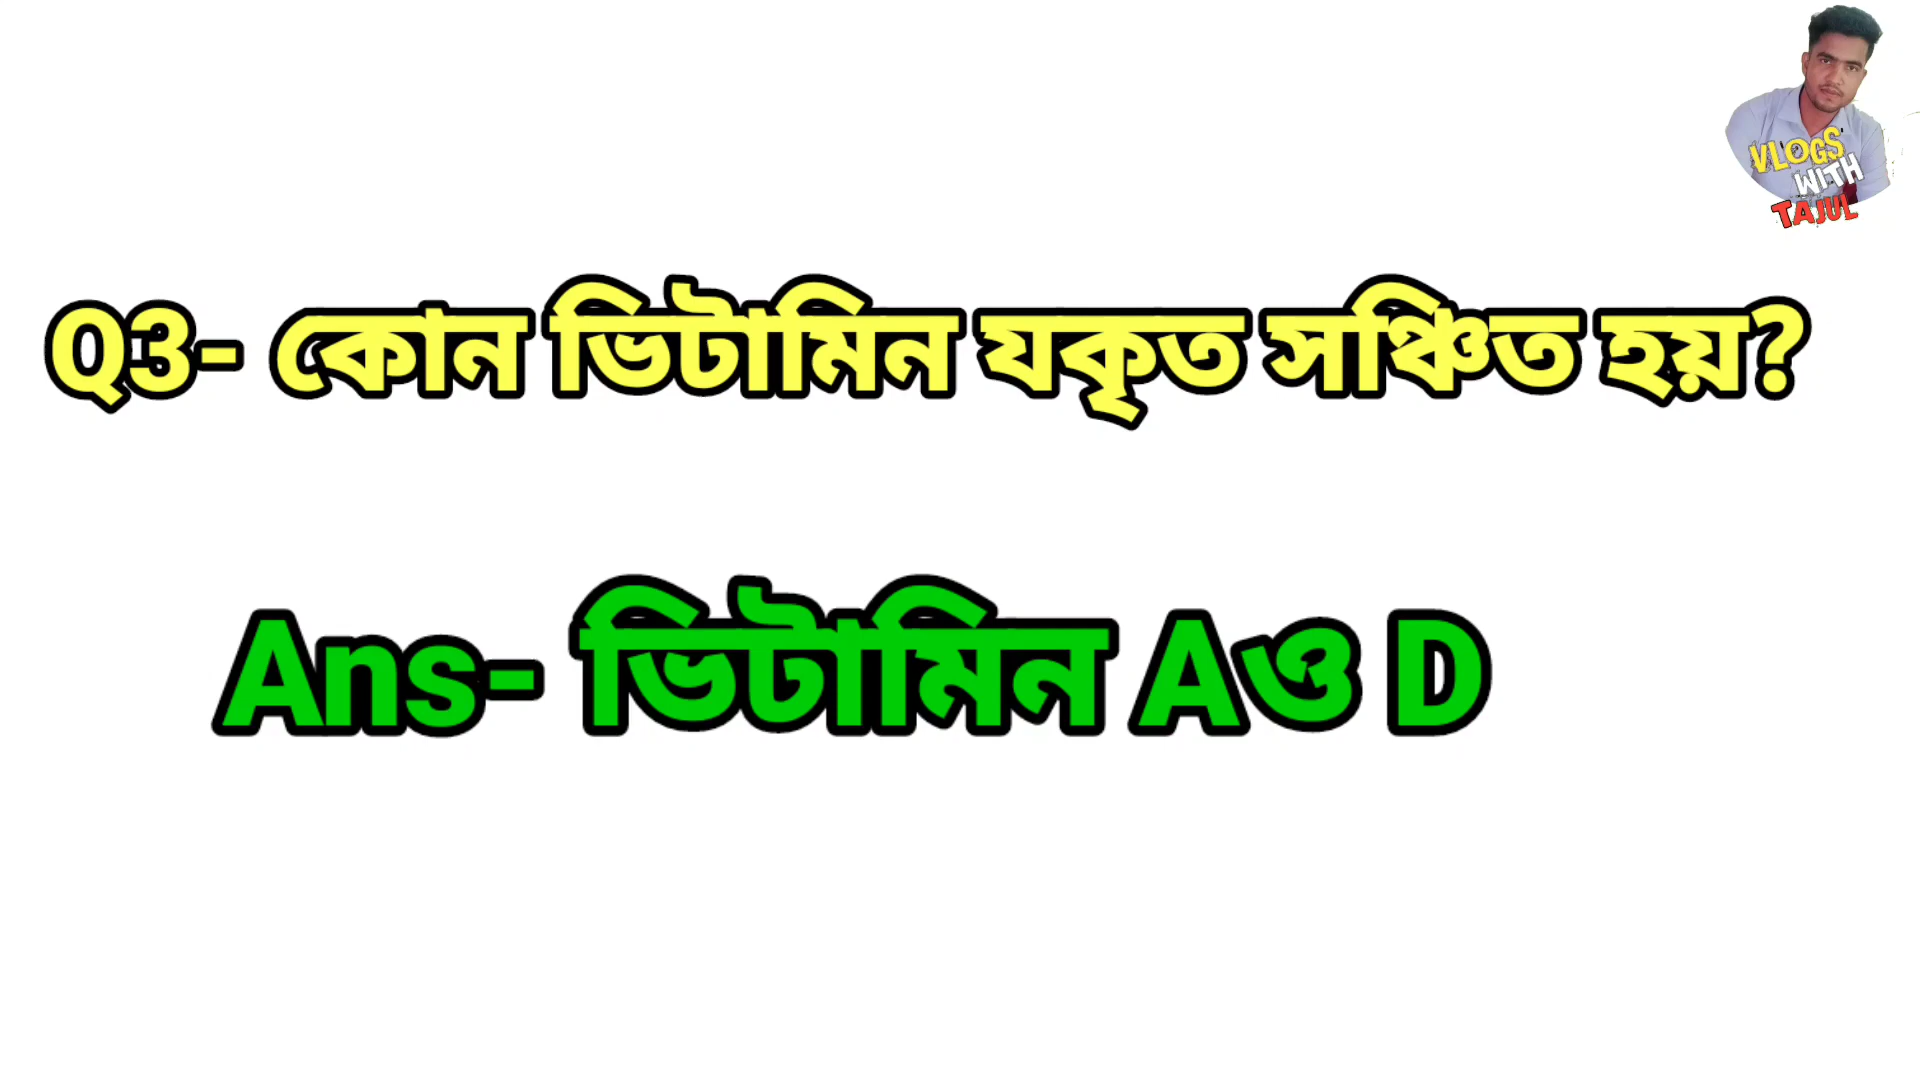 VLOGS
WITH
TAJUL
Q3- কোন ভিটামিন যকৃত সঞ্চিত হয়?
Ans- ভিটামিন Aও D